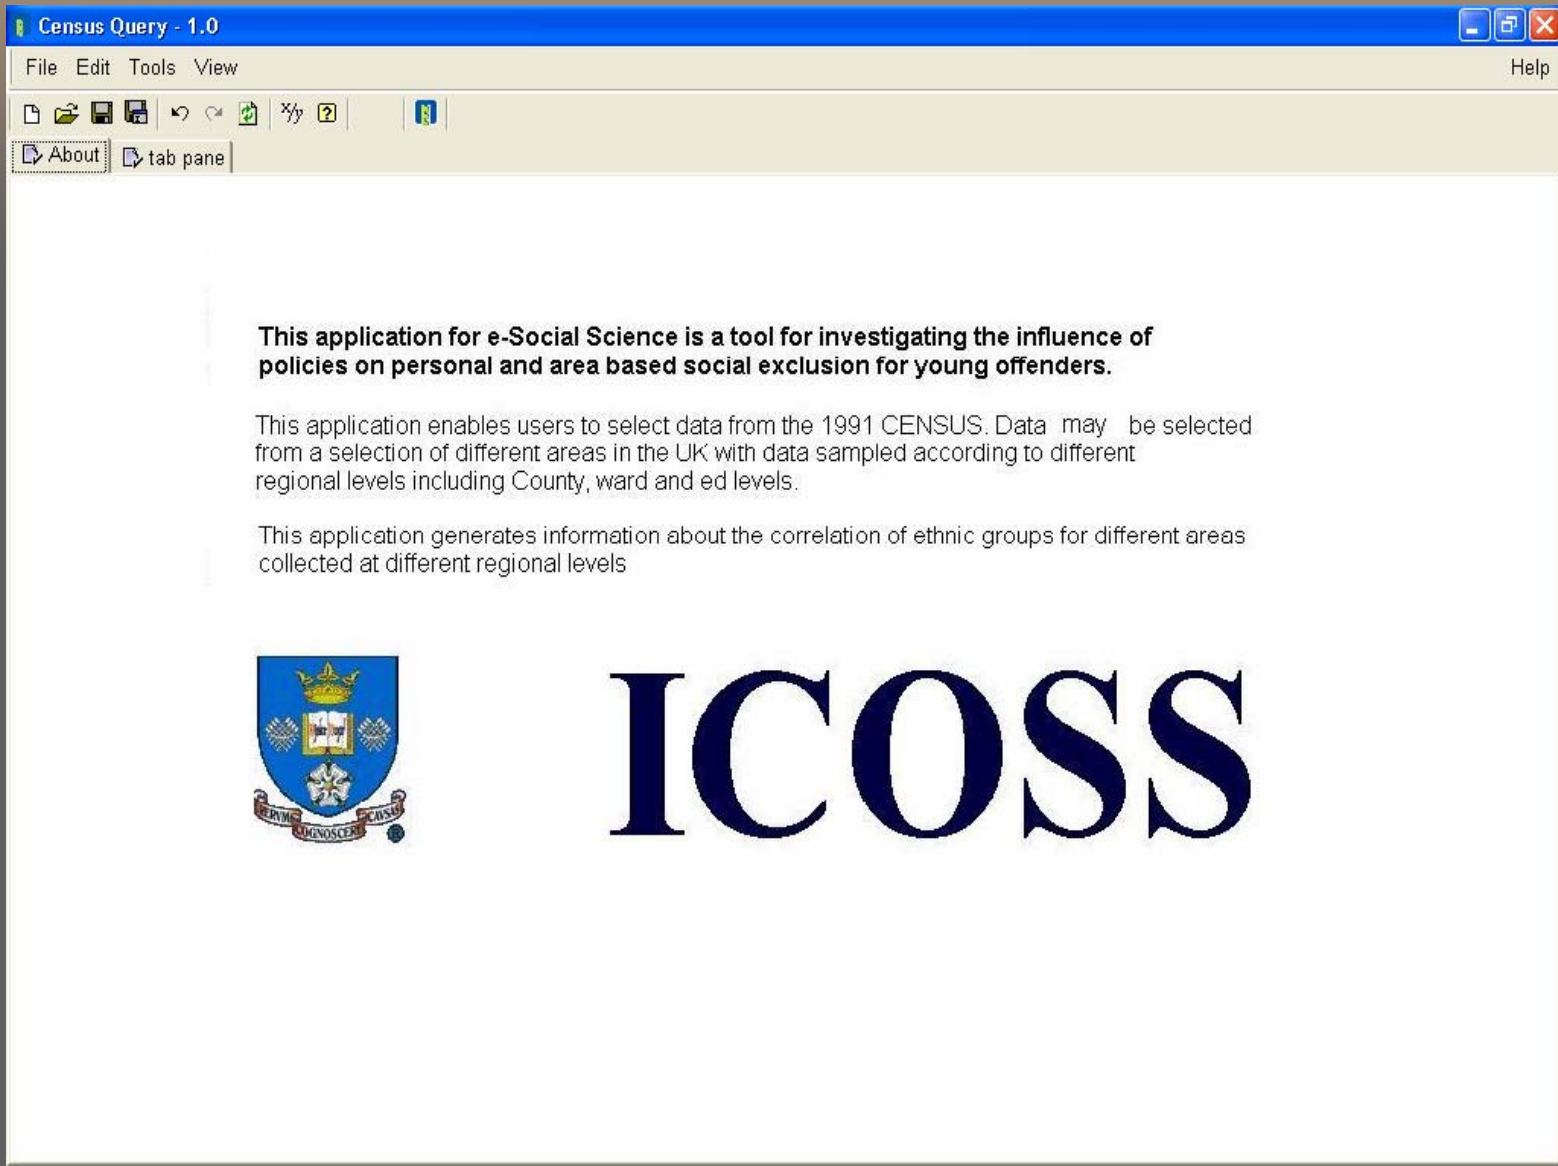 Census Query - 1.0
File Edit Tools View Help
x/y ?
About tab pane
This application for e-Social Science is a tool for investigating the influence of
policies on personal and area based social exclusion for young offenders.
This application enables users to select data from the 1991 CENSUS. Data may be selected
from a selection of different areas in the UK with data sampled according to different
regional levels including County, ward and ed levels.
This application generates information about the correlation of ethnic groups for different areas
collected at different regional levels
ICOSS
RERVM COGNOSCERE CAVSAS ®